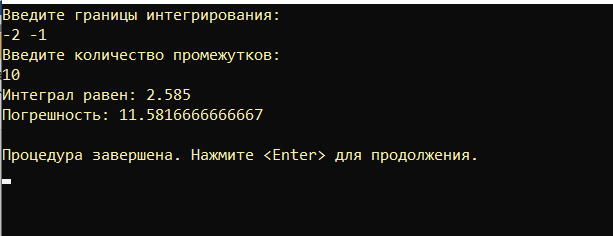 Введите границы интегрирования:
-2 -1
Введите количество промежутков:
10
Интеграл равен: 2.585
Погрешность: 11.5816666666667
Процедура завершена. Нажмите <Enter> для продолжения.